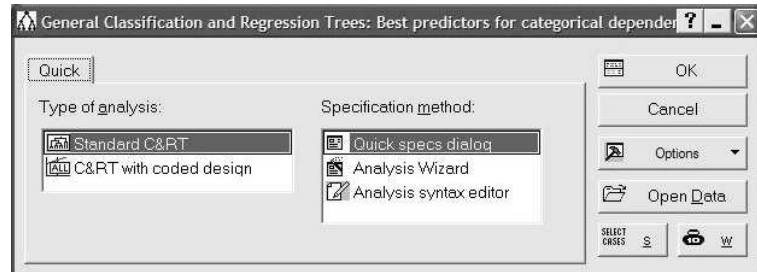 General Classification and Regression Trees: Best predictors for categorical depender ? _ X
Quick
Type of analysis:
Standard C&RT
ALL C&RT with coded design
Specification method:
Quick specs dialog
Analysis Wizard
Analysis syntax editor
OK
Cancel
Options
Open Data
SELECT CASES S
W